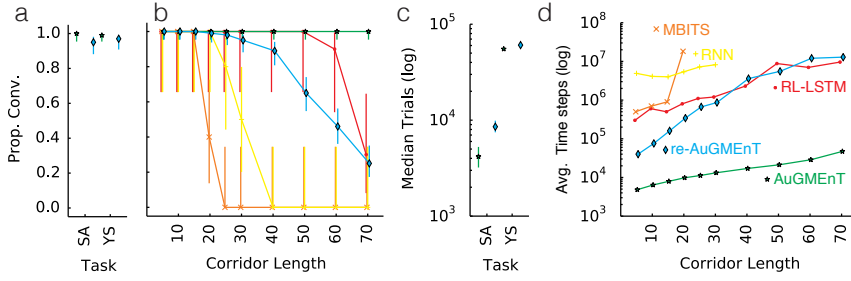 a
b
c
d
1.0
0.8
0.6
0.4
0.2
0.0
Prop. Conv.
SA
YS
Task
10
20
30
40
50
60
70
Corridor Length
10^5
10^4
10^3
Median Trials (log)
SA
YS
Task
10^8
10^7
10^6
10^5
10^4
10^3
Avg. Time steps (log)
MBITS
RNN
RL-LSTM
re-AuGMEnT
AuGMEnT
10
20
30
40
50
60
70
Corridor Length